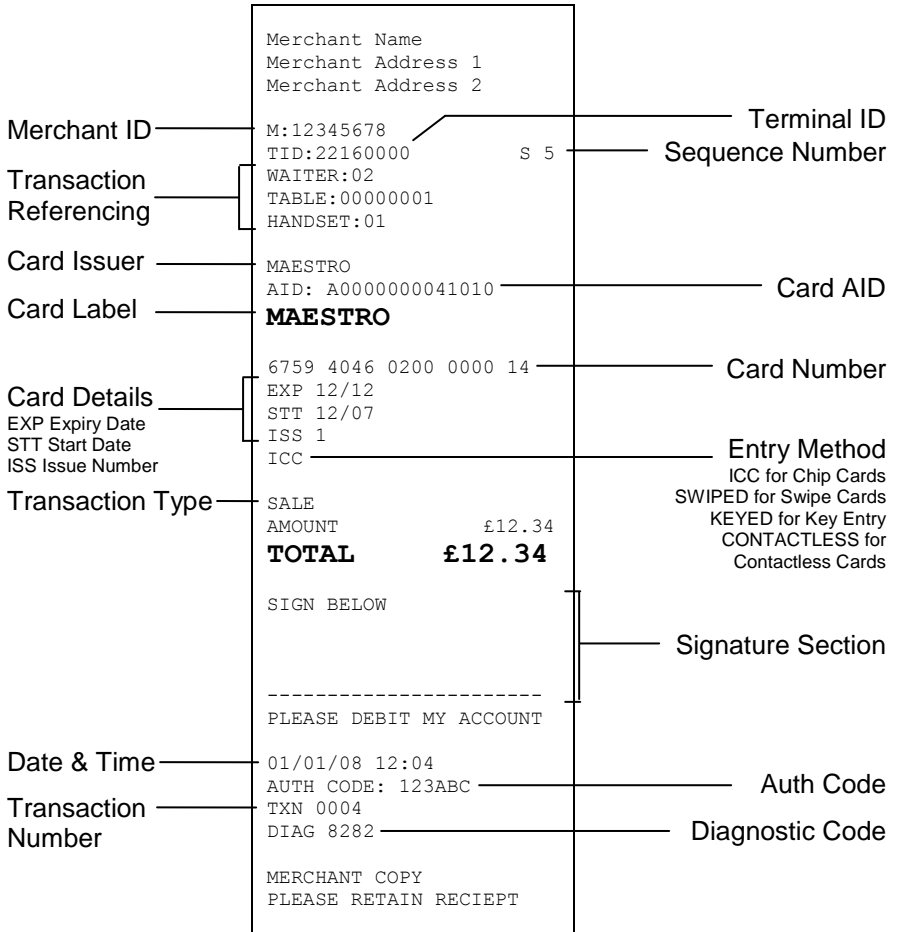 Merchant Name
Merchant Address 1
Merchant Address 2
Merchant ID
M:12345678
Terminal ID
TID:22160000 S 5
Sequence Number
Transaction
Referencing
WAITER:02
TABLE:00000001
HANDSET:01
Card Issuer
MAESTRO
AID: A0000000041010
Card AID
Card Label
MAESTRO
6759 4046 0200 0000 14
Card Number
Card Details
EXP Expiry Date
STT Start Date
ISS Issue Number
EXP 12/12
STT 12/07
ISS 1
ICC
Entry Method
ICC for Chip Cards
SWIPED for Swipe Cards
KEYED for Key Entry
CONTACTLESS for
Contactless Cards
Transaction Type
SALE
AMOUNT £12.34
TOTAL £12.34
SIGN BELOW
Signature Section
-----------------------
PLEASE DEBIT MY ACCOUNT
Date & Time
01/01/08 12:04
AUTH CODE: 123ABC
Auth Code
Transaction
Number
TXN 0004
DIAG 8282
Diagnostic Code
MERCHANT COPY
PLEASE RETAIN RECIEPT